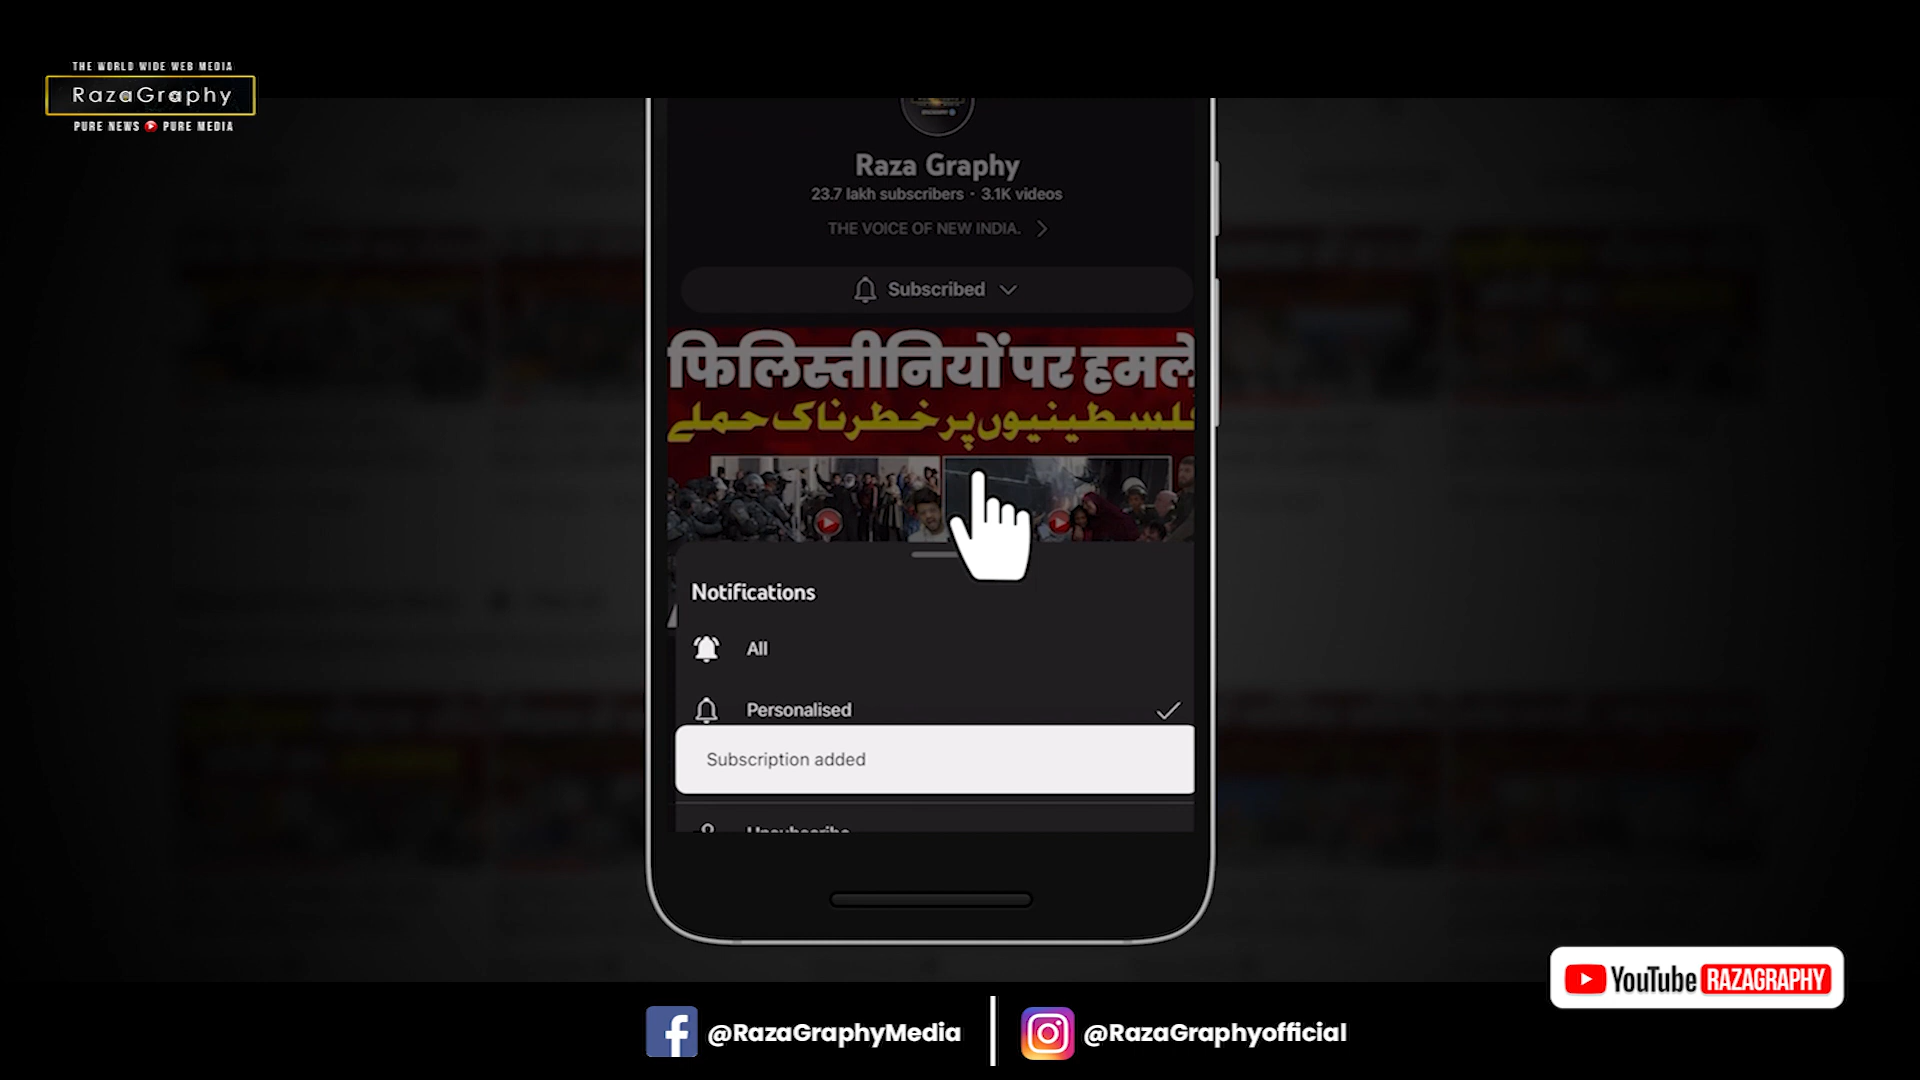 THE WORLD WIDE WEB MEDIA
RazaGraphy
PURE NEWS PURE MEDIA
Raza Graphy
23.7 lakh subscribers · 3.1K videos
THE VOICE OF NEW INDIA.
Subscribed
फिलिस्तीनियों पर हमले
فلسطینیوں پر خطرناک حملے
Notifications
All
Personalised
Subscription added
Unsubscribe
YouTube RAZAGRAPHY
@RazaGraphyMedia
@RazaGraphyofficial